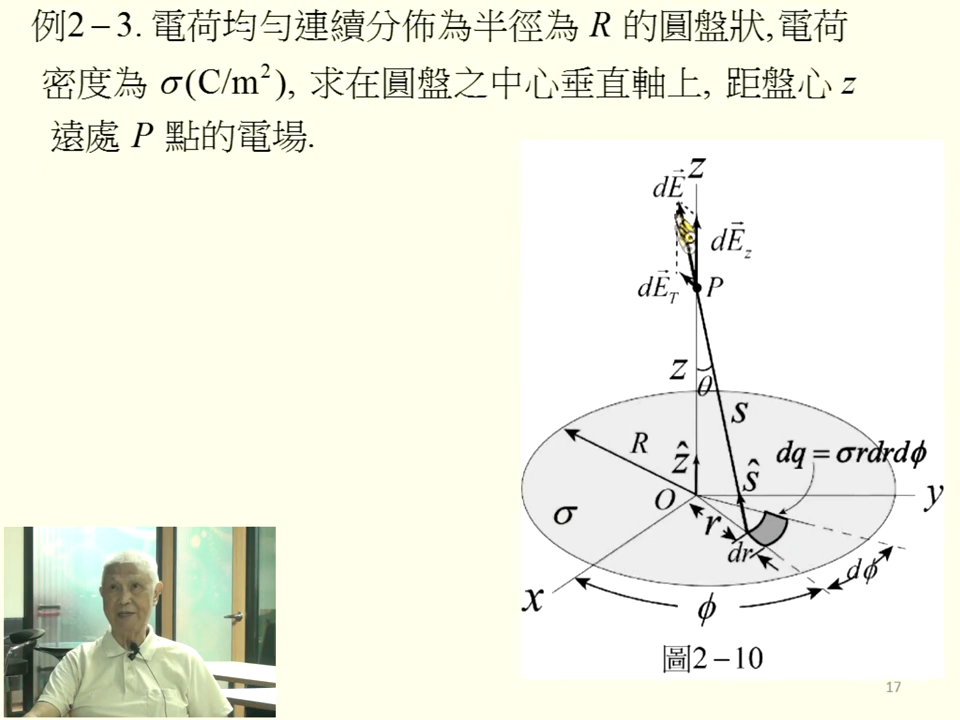 例2－3. 電荷均勻連續分佈為半徑為 R 的圓盤狀,電荷
密度為 σ(C/m²), 求在圓盤之中心垂直軸上, 距盤心 z
遠處 P 點的電場.
z
dE⃗
dE⃗z
dE⃗T
P
z
θ
s
R
ẑ
ŝ
dq = σrdrdϕ
O
y
σ
r
dr
dϕ
x
ϕ
圖2－10
17